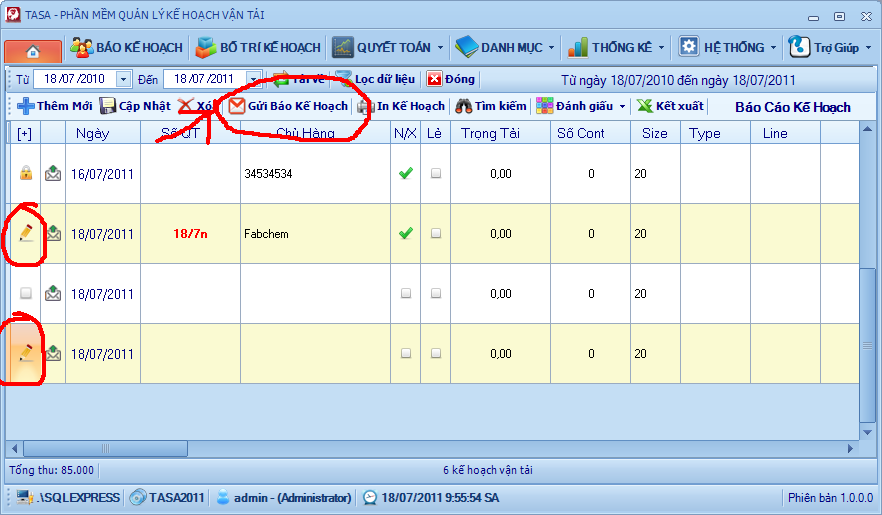 TASA - PHẦN MỀM QUẢN LÝ KẾ HOẠCH VẬN TẢI
BÁO KẾ HOẠCH BỐ TRÍ KẾ HOẠCH QUYẾT TOÁN DANH MỤC THỐNG KÊ HỆ THỐNG Trợ Giúp
Từ 18/07/2010 Đến 18/07/2011 Tải về Lọc dữ liệu Đóng Từ ngày 18/07/2010 đến ngày 18/07/2011
Thêm Mới Cập Nhật Gửi Báo Kế Hoạch In Kế Hoạch Tìm kiếm Đánh giấu Kết xuất Báo Cáo Kế Hoạch
[+] Ngày Số QT Chủ Hàng N/X Lẻ Trọng Tải Số Cont Size Type Line
16/07/2011 34534534 0,00 0 20
18/07/2011 18/7n Fabchem 0,00 0 20
18/07/2011 0,00 0 20
18/07/2011 0,00 0 20
Tổng thu: 85.000 6 kế hoạch vận tải
.\SQLEXPRESS TASA2011 admin - (Administrator) 18/07/2011 9:55:54 SA Phiên bản 1.0.0.0